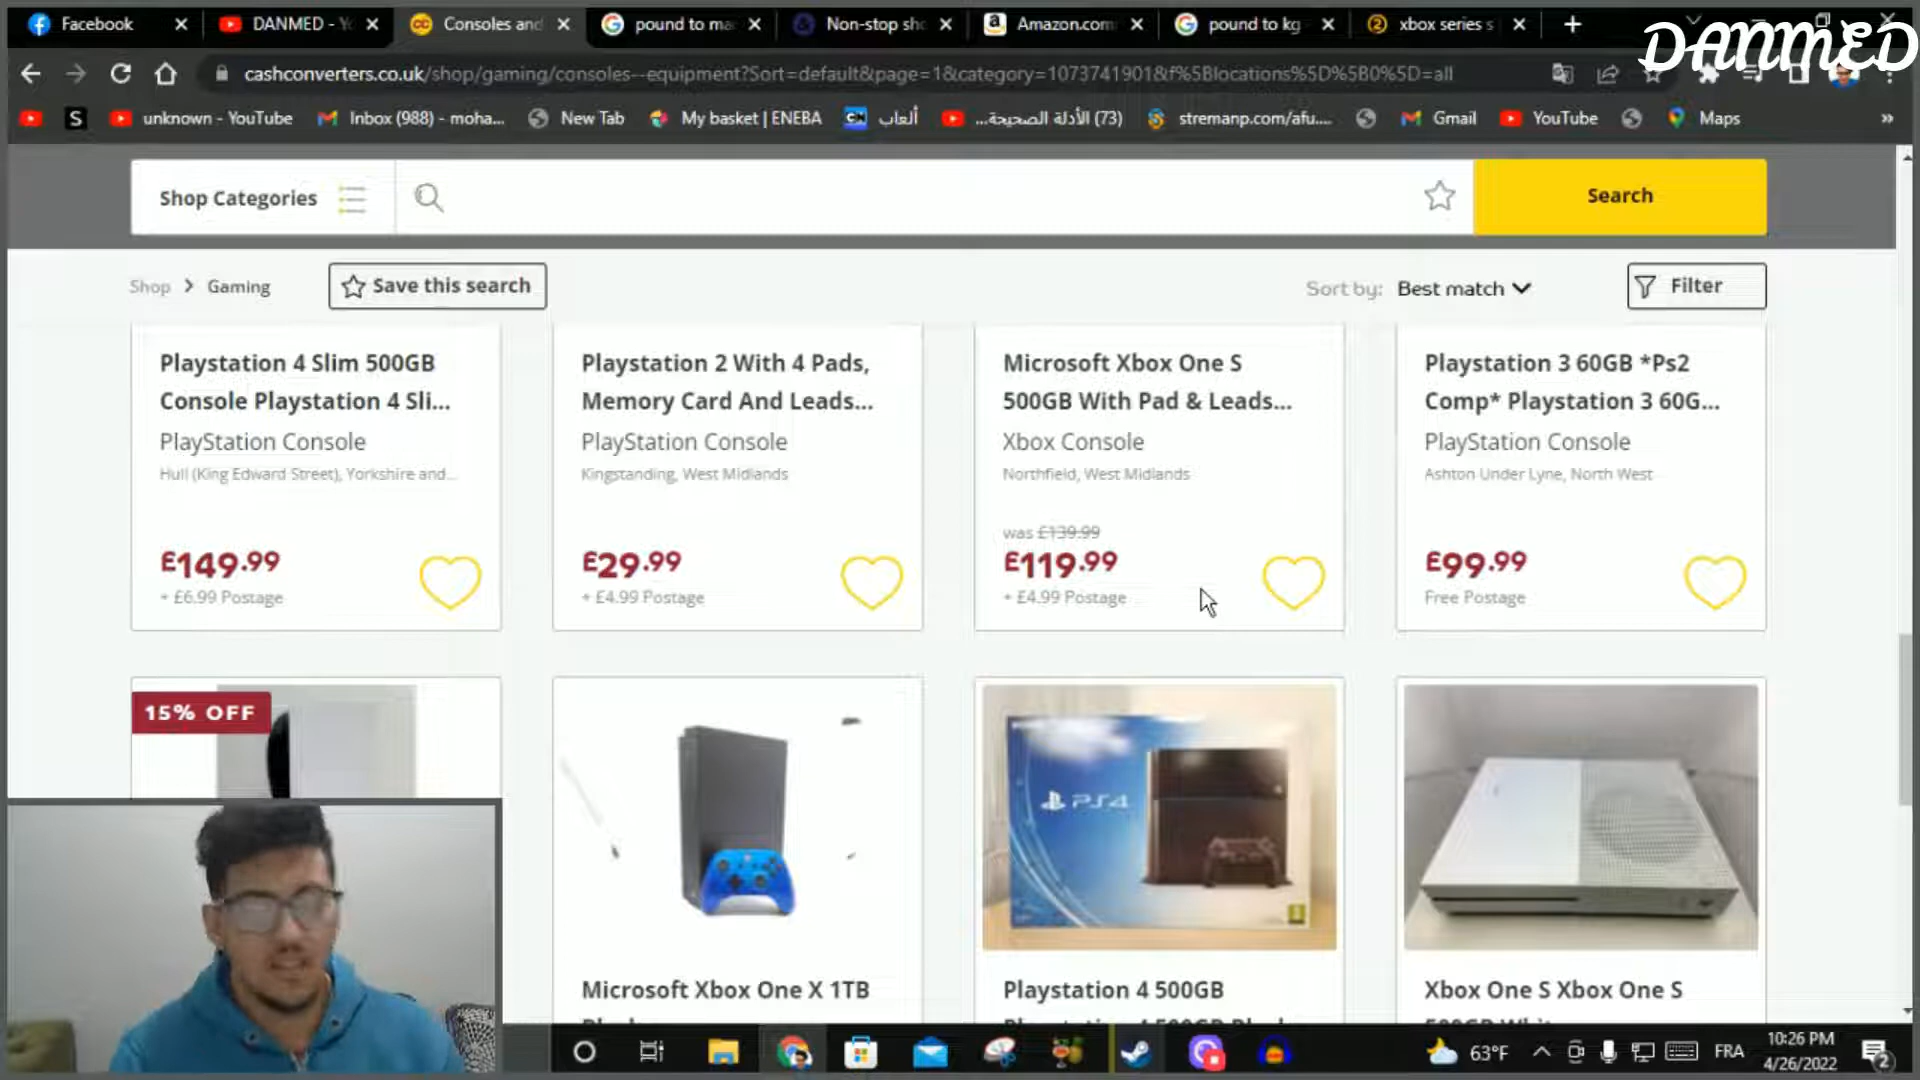 Facebook
DANMED - Yo
Consoles and
pound to ma
Non-stop sho
Amazon.com
pound to kg
xbox series s
DANMED
cashconverters.co.uk/shop/gaming/consoles--equipment?Sort=default&page=1&category=1073741901&f%5Blocations%5D%5B0%5D=all
unknown - YouTube
Inbox (988) - moha...
New Tab
My basket | ENEBA
ألعاب
(73) الأدلة الصحيحة...
stremanp.com/afu....
Gmail
YouTube
Maps
»
Shop Categories
Search
Shop > Gaming
Save this search
Sort by: Best match
Filter
Playstation 4 Slim 500GB
Console Playstation 4 Sli...
PlayStation Console
Hull (King Edward Street), Yorkshire and...
£149.99
+ £6.99 Postage
Playstation 2 With 4 Pads,
Memory Card And Leads...
PlayStation Console
Kingstanding, West Midlands
£29.99
+ £4.99 Postage
Microsoft Xbox One S
500GB With Pad & Leads...
Xbox Console
Northfield, West Midlands
was £139.99
£119.99
+ £4.99 Postage
Playstation 3 60GB *Ps2
Comp* Playstation 3 60G...
PlayStation Console
Ashton Under Lyne, North West
£99.99
Free Postage
15% OFF
PS4
Microsoft Xbox One X 1TB
Playstation 4 500GB
Playstation 4 500GB Black
Xbox One S Xbox One S
500GB White
63°F
FRA
10:26 PM
4/26/2022
2